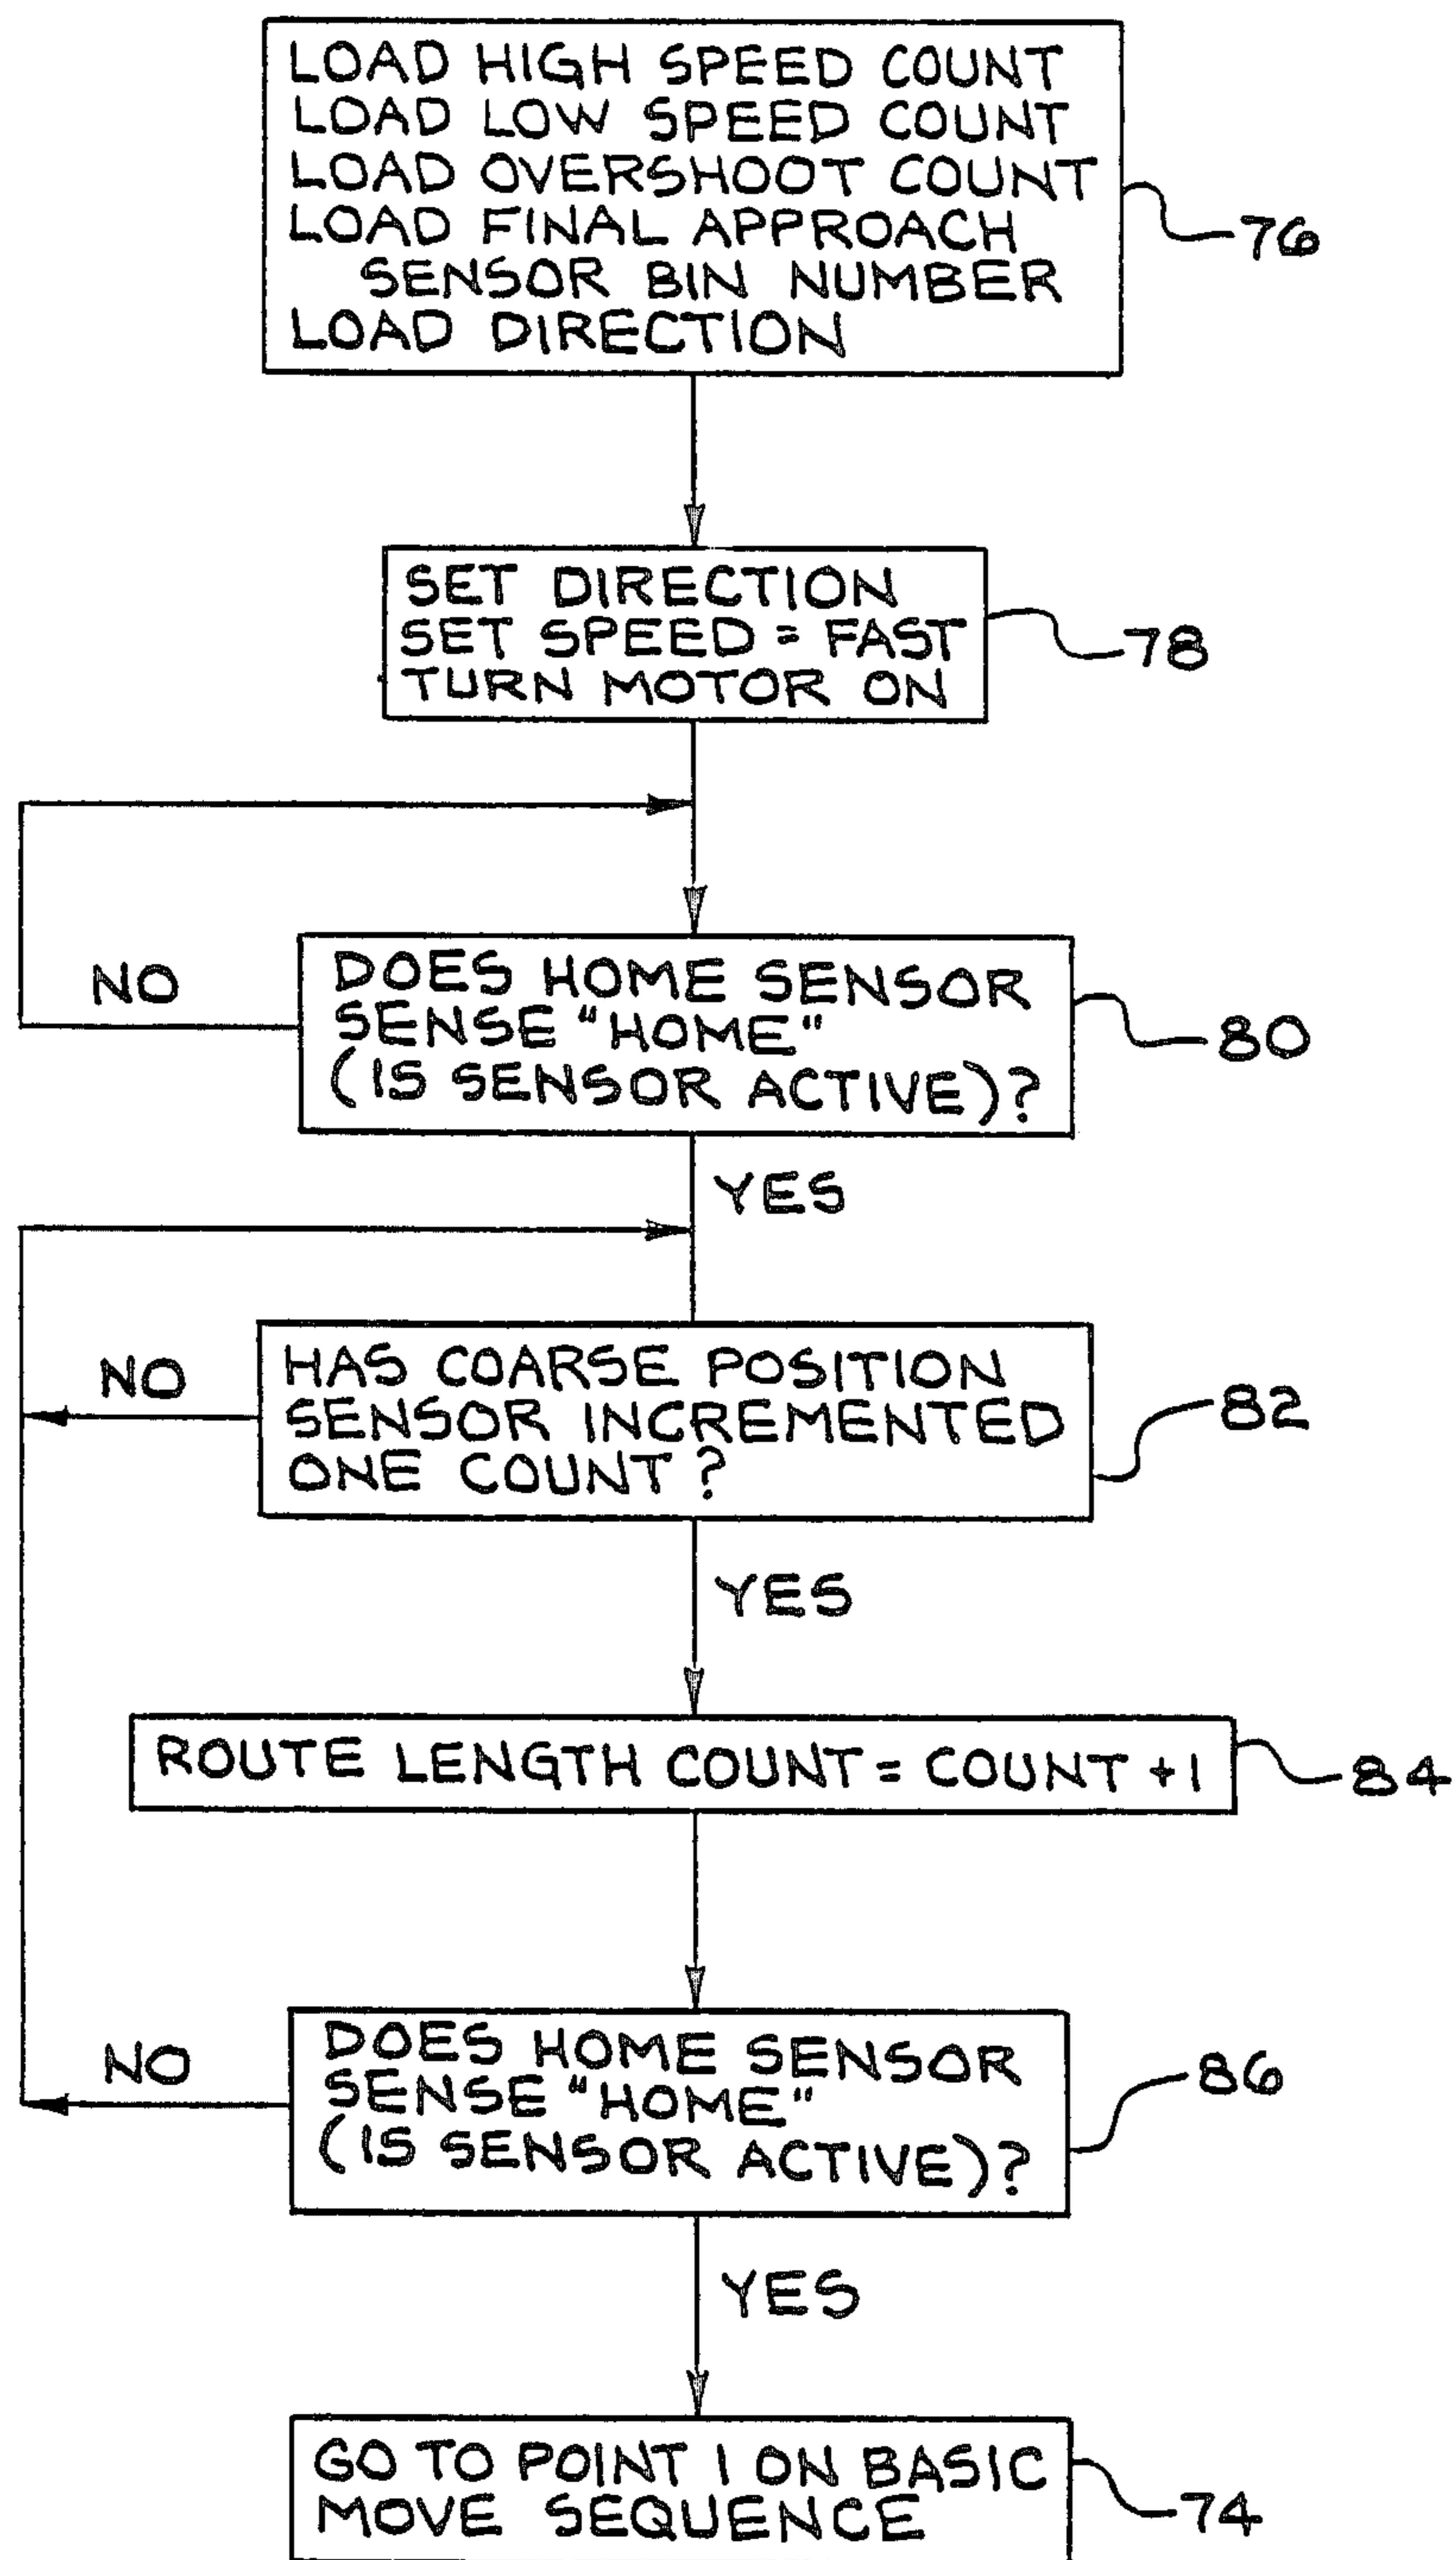 LOAD HIGH SPEED COUNT
LOAD LOW SPEED COUNT
LOAD OVERSHOOT COUNT
LOAD FINAL APPROACH
SENSOR BIN NUMBER
LOAD DIRECTION
76
SET DIRECTION
SET SPEED = FAST
TURN MOTOR ON
78
NO
DOES HOME SENSOR
SENSE "HOME"
(IS SENSOR ACTIVE)?
80
YES
NO
HAS COARSE POSITION
SENSOR INCREMENTED
ONE COUNT?
82
YES
ROUTE LENGTH COUNT = COUNT +1
84
NO
DOES HOME SENSOR
SENSE "HOME"
(IS SENSOR ACTIVE)?
86
YES
GO TO POINT 1 ON BASIC
MOVE SEQUENCE
74